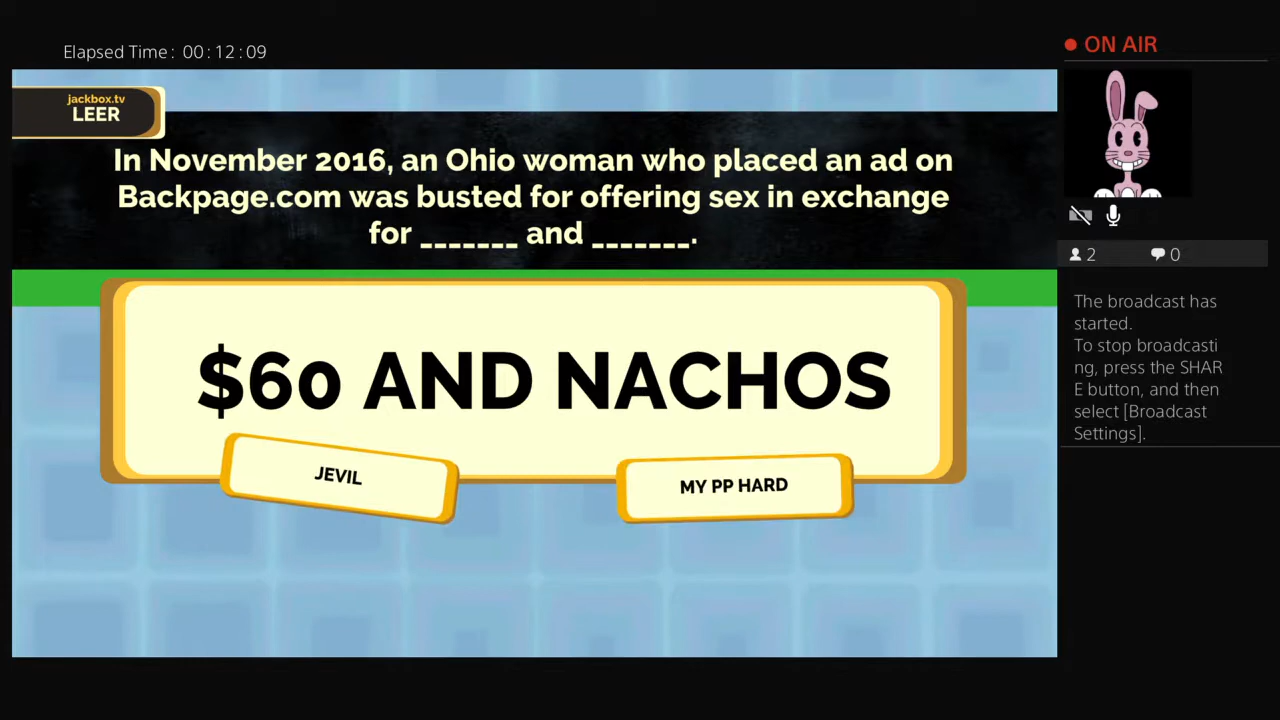 Elapsed Time: 00:12:09
ON AIR
jackbox.tv
LEER
In November 2016, an Ohio woman who placed an ad on
Backpage.com was busted for offering sex in exchange
for _______ and _______.
$60 AND NACHOS
JEVIL
MY PP HARD
2
0
The broadcast has
started.
To stop broadcasti
ng, press the SHAR
E button, and then
select [Broadcast
Settings].